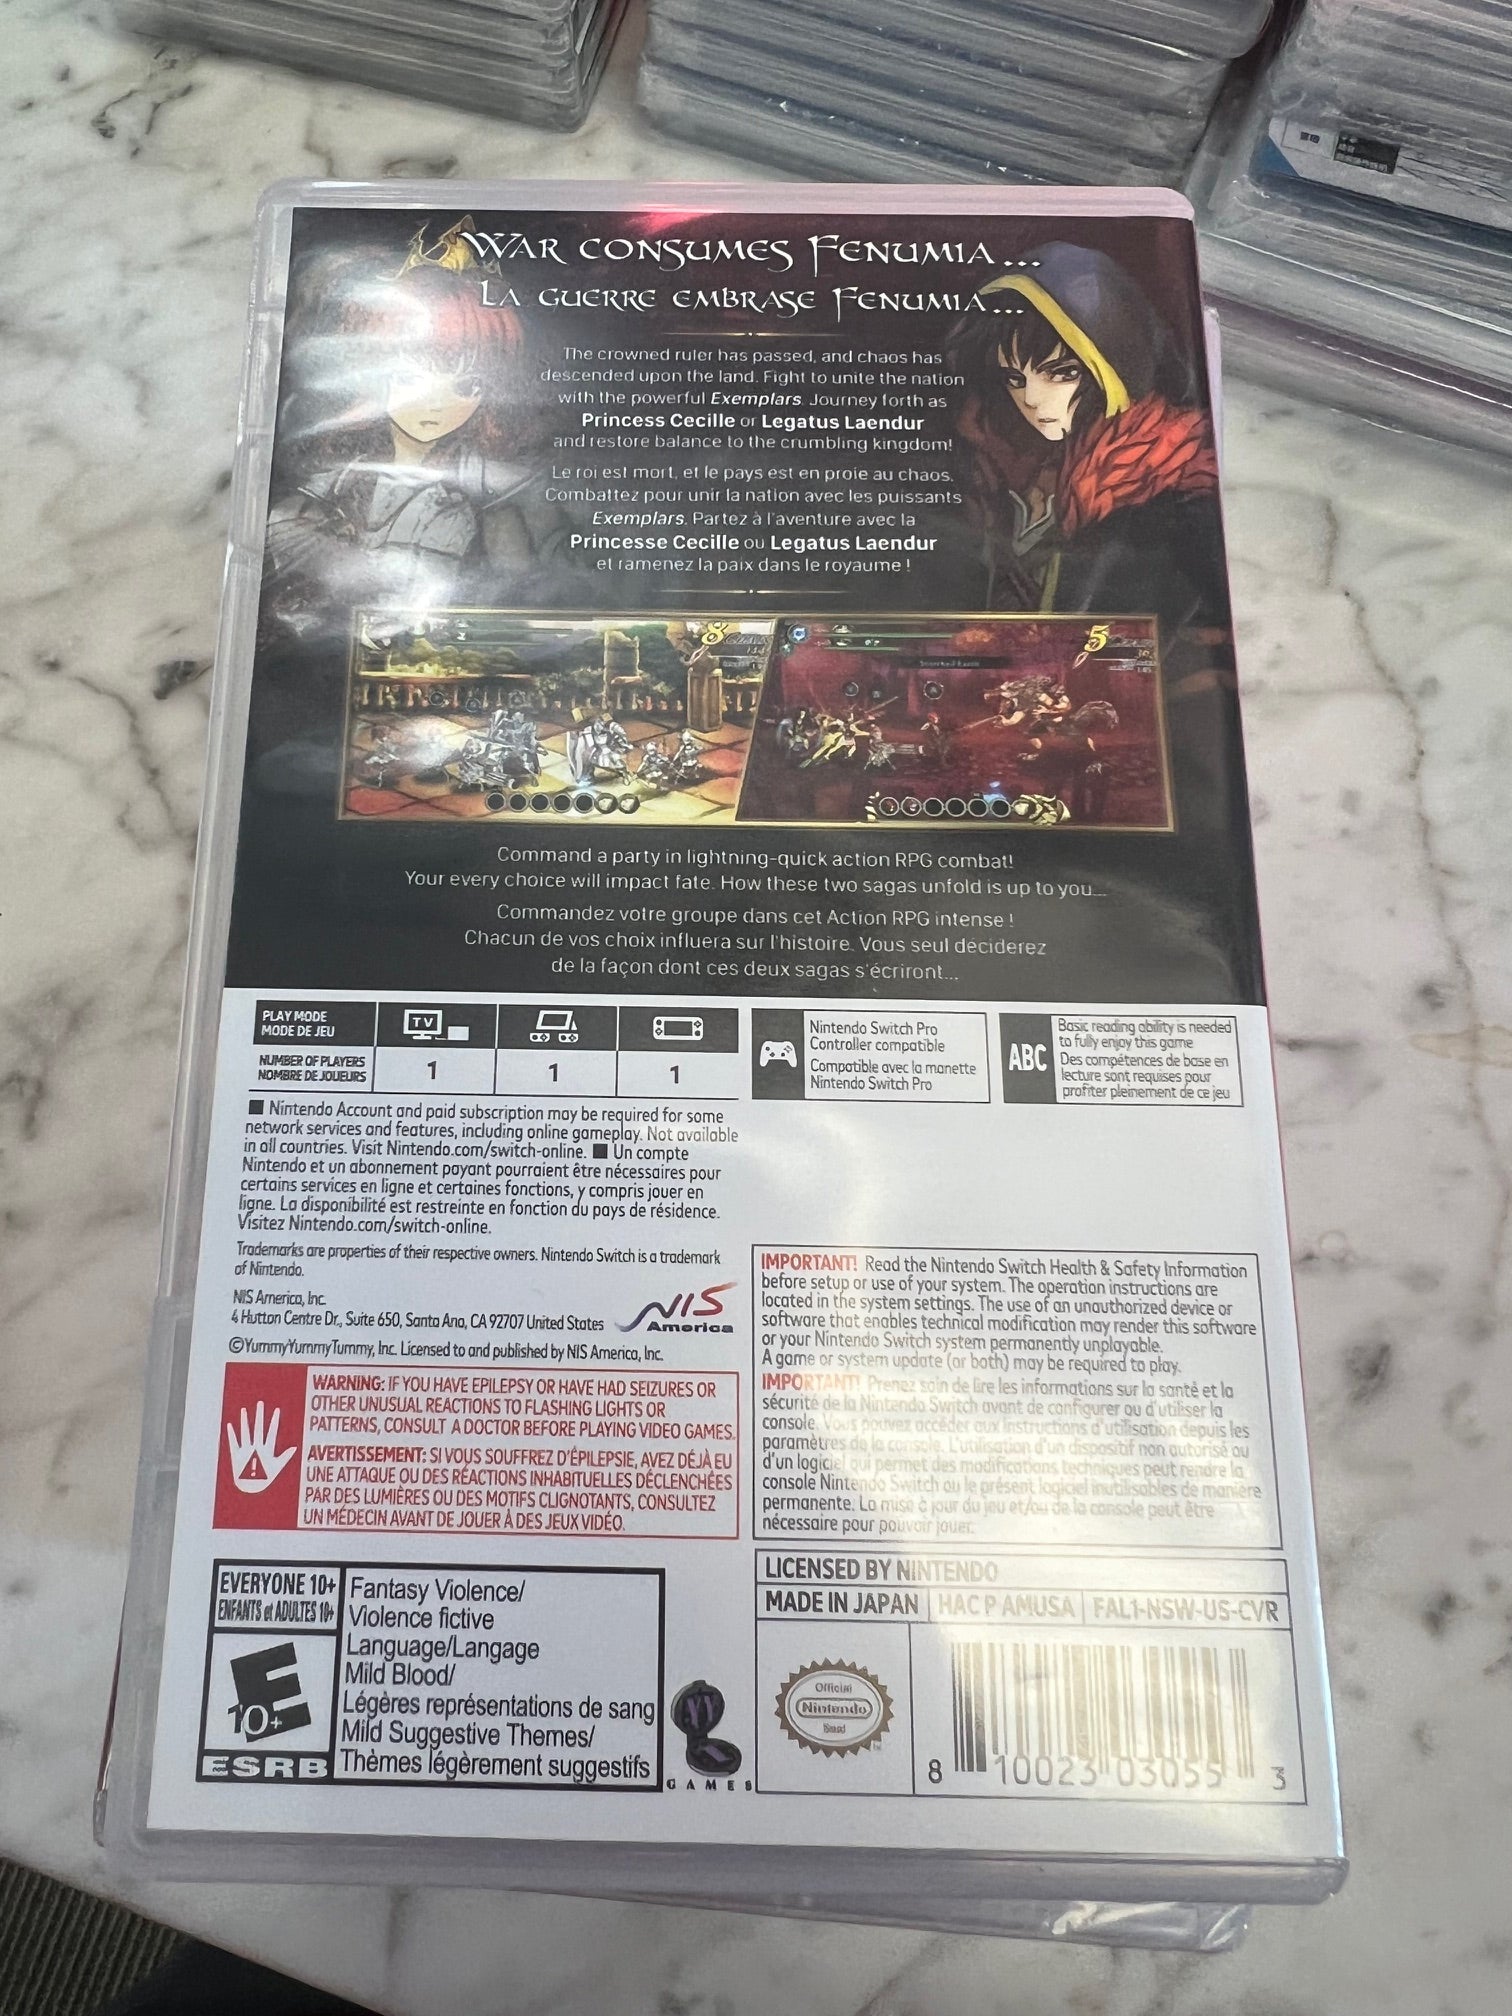 WAR CONSUMES FENUMIA...
LA GUERRE EMBRASE FENUMIA...
The crowned ruler has passed, and chaos has
descended upon the land. Fight to unite the nation
with the powerful Exemplars. Journey forth as
Princess Cecille or Legatus Laendur
and restore balance to the crumbling kingdom!
Le roi est mort, et le pays est en proie au chaos.
Combattez pour unir la nation avec les puissants
Exemplars. Partez à l'aventure avec la
Princesse Cecille ou Legatus Laendur
et ramenez la paix dans le royaume !
8
5
Command a party in lightning-quick action RPG combat!
Your every choice will impact fate. How these two sagas unfold is up to you...
Commandez votre groupe dans cet Action RPG intense !
Chacun de vos choix influera sur l'histoire. Vous seul déciderez
de la façon dont ces deux sagas s'écriront...
PLAY MODE
MODE DE JEU
TV
NUMBER OF PLAYERS
NOMBRE DE JOUEURS
1
1
1
Nintendo Switch Pro
Controller compatible
Compatible avec la manette
Nintendo Switch Pro
ABC
Basic reading ability is needed
to fully enjoy this game
Des compétences de base en
lecture sont requises pour
profiter pleinement de ce jeu
■ Nintendo Account and paid subscription may be required for some
network services and features, including online gameplay. Not available
in all countries. Visit Nintendo.com/switch-online. ■ Un compte
Nintendo et un abonnement payant pourraient être nécessaires pour
certains services en ligne et certaines fonctions, y compris jouer en
ligne. La disponibilité est restreinte en fonction du pays de résidence.
Visitez Nintendo.com/switch-online.
Trademarks are properties of their respective owners. Nintendo Switch is a trademark
of Nintendo.
NIS America, Inc.
4 Hutton Centre Dr., Suite 650, Santa Ana, CA 92707 United States
NIS
America
©YummyYummyTummy, Inc. Licensed to and published by NIS America, Inc.
WARNING: IF YOU HAVE EPILEPSY OR HAVE HAD SEIZURES OR
OTHER UNUSUAL REACTIONS TO FLASHING LIGHTS OR
PATTERNS, CONSULT A DOCTOR BEFORE PLAYING VIDEO GAMES.
AVERTISSEMENT: SI VOUS SOUFFREZ D'ÉPILEPSIE, AVEZ DÉJÀ EU
UNE ATTAQUE OU DES RÉACTIONS INHABITUELLES DÉCLENCHÉES
PAR DES LUMIÈRES OU DES MOTIFS CLIGNOTANTS, CONSULTEZ
UN MÉDECIN AVANT DE JOUER À DES JEUX VIDÉO.
IMPORTANT! Read the Nintendo Switch Health & Safety Information
before setup or use of your system. The operation instructions are
located in the system settings. The use of an unauthorized device or
software that enables technical modification may render this software
or your Nintendo Switch system permanently unplayable.
A game or system update (or both) may be required to play.
IMPORTANT! Prenez soin de lire les informations sur la santé et la
sécurité de la Nintendo Switch avant de configurer ou d'utiliser la
console. Vous pouvez accéder aux instructions d'utilisation depuis les
paramètres de la console. L'utilisation d'un dispositif non autorisé ou
d'un logiciel qui permet des modifications techniques peut rendre la
console Nintendo Switch ou le présent logiciel inutilisables de manière
permanente. La mise à jour du jeu et/ou de la console peut être
nécessaire pour pouvoir jouer.
EVERYONE 10+
ENFANTS et ADULTES 10+
E
10+
ESRB
Fantasy Violence/
Violence fictive
Language/Langage
Mild Blood/
Légères représentations de sang
Mild Suggestive Themes/
Thèmes légèrement suggestifs
GAMES
LICENSED BY NINTENDO
MADE IN JAPAN HAC P AMUSA FAL1-NSW-US-CVR
Official
Nintendo
Seal
8 10023 03055 3